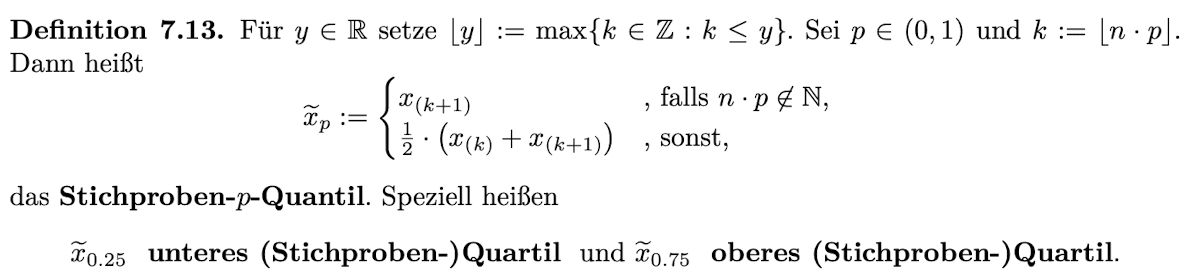 Definition 7.13. Für y ∈ ℝ setze ⌊y⌋ := max{k ∈ ℤ : k ≤ y}. Sei p ∈ (0, 1) und k := ⌊n · p⌋.
Dann heißt
x̃_p := { x_(k+1) , falls n · p ∉ ℕ,
1/2 · (x_(k) + x_(k+1)) , sonst,
das Stichproben-p-Quantil. Speziell heißen
x̃_0.25 unteres (Stichproben-)Quartil und x̃_0.75 oberes (Stichproben-)Quartil.